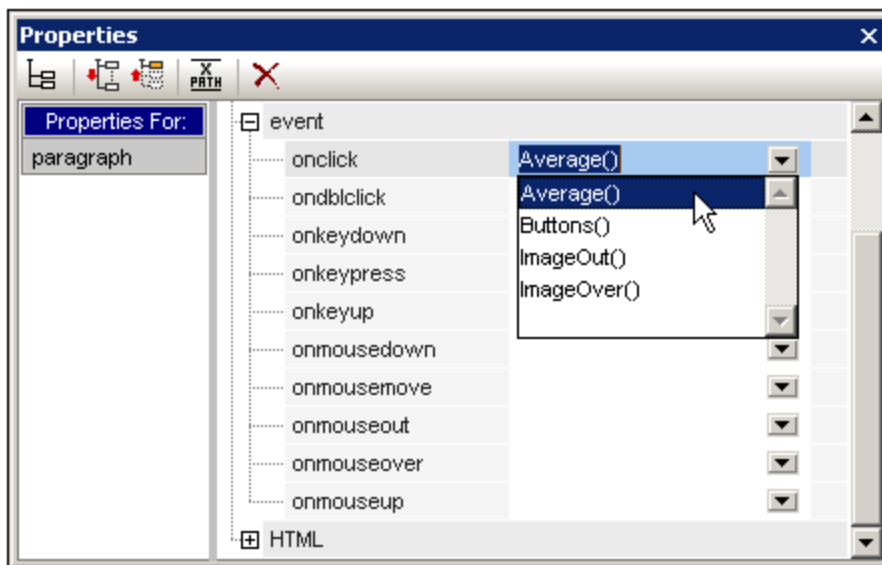 Properties
X
PATH
Properties For:
paragraph
event
onclick
Average()
Average()
ondblclick
Buttons()
onkeydown
ImageOut()
onkeypress
ImageOver()
onkeyup
onmousedown
onmousemove
onmouseout
onmouseover
onmouseup
HTML